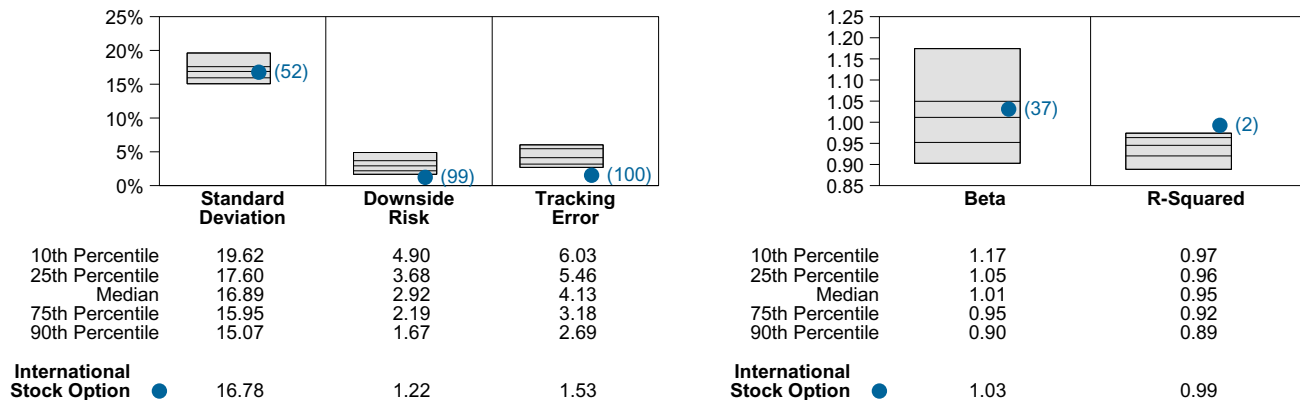 25%
20%
15%
10%
5%
0%
(52)
(99)
(100)
Standard Deviation
Downside Risk
Tracking Error
10th Percentile 19.62 4.90 6.03
25th Percentile 17.60 3.68 5.46
Median 16.89 2.92 4.13
75th Percentile 15.95 2.19 3.18
90th Percentile 15.07 1.67 2.69
International
Stock Option 16.78 1.22 1.53
1.25
1.20
1.15
1.10
1.05
1.00
0.95
0.90
0.85
(37)
(2)
Beta
R-Squared
10th Percentile 1.17 0.97
25th Percentile 1.05 0.96
Median 1.01 0.95
75th Percentile 0.95 0.92
90th Percentile 0.90 0.89
International
Stock Option 1.03 0.99